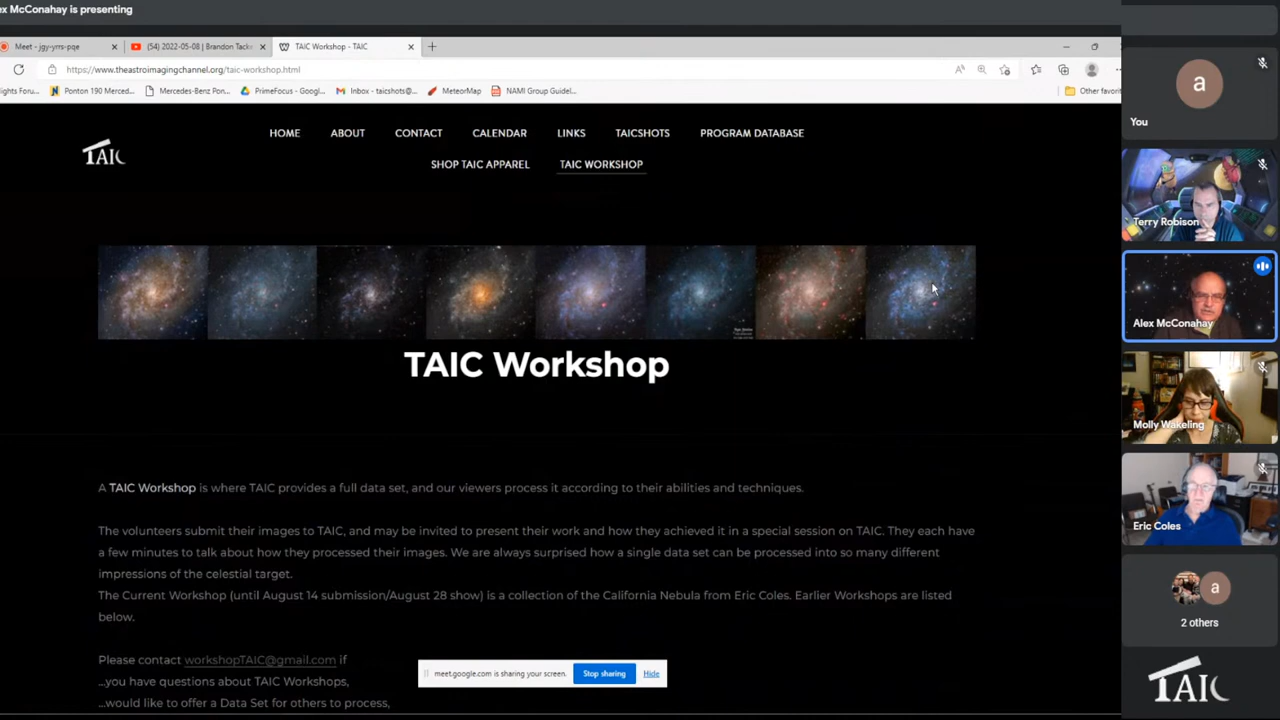 ex McConahay is presenting
Meet - jgy-yrrs-pqe
(54) 2022-05-08 | Brandon Tacke
TAIC Workshop - TAIC
https://www.theastroimagingchannel.org/taic-workshop.html
ights Foru...
Ponton 190 Merced...
Mercedes-Benz Pon...
PrimeFocus - Googl...
Inbox - taicshots@...
MeteorMap
NAMI Group Guidel...
Other favorit
TAIC
HOME
ABOUT
CONTACT
CALENDAR
LINKS
TAICSHOTS
PROGRAM DATABASE
SHOP TAIC APPAREL
TAIC WORKSHOP
TAIC Workshop
A TAIC Workshop is where TAIC provides a full data set, and our viewers process it according to their abilities and techniques.
The volunteers submit their images to TAIC, and may be invited to present their work and how they achieved it in a special session on TAIC. They each have
a few minutes to talk about how they processed their images. We are always surprised how a single data set can be processed into so many different
impressions of the celestial target.
The Current Workshop (until August 14 submission/August 28 show) is a collection of the California Nebula from Eric Coles. Earlier Workshops are listed
below.
Please contact workshopTAIC@gmail.com if
...you have questions about TAIC Workshops,
...would like to offer a Data Set for others to process,
meet.google.com is sharing your screen.
Stop sharing
Hide
a
You
Terry Robison
Alex McConahay
Molly Wakeling
Eric Coles
a
2 others
TAIC